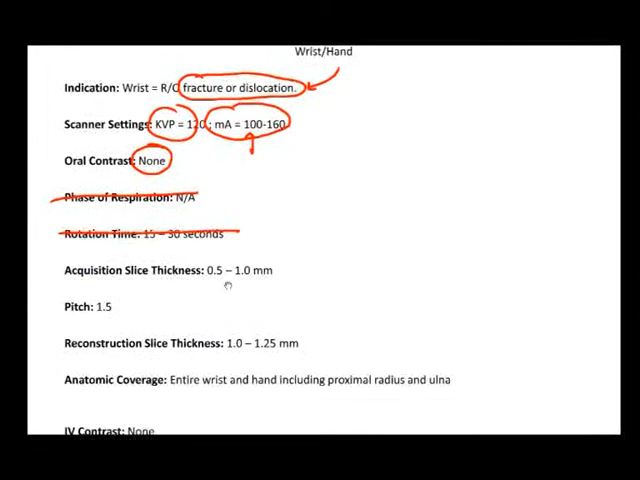 Wrist/Hand
Indication: Wrist = R/O fracture or dislocation.
Scanner Settings: KVP = 120 ; mA = 100-160
Oral Contrast: None
Phase of Respiration: N/A
Rotation Time: 15 – 30 seconds
Acquisition Slice Thickness: 0.5 – 1.0 mm
Pitch: 1.5
Reconstruction Slice Thickness: 1.0 – 1.25 mm
Anatomic Coverage: Entire wrist and hand including proximal radius and ulna
IV Contrast: None